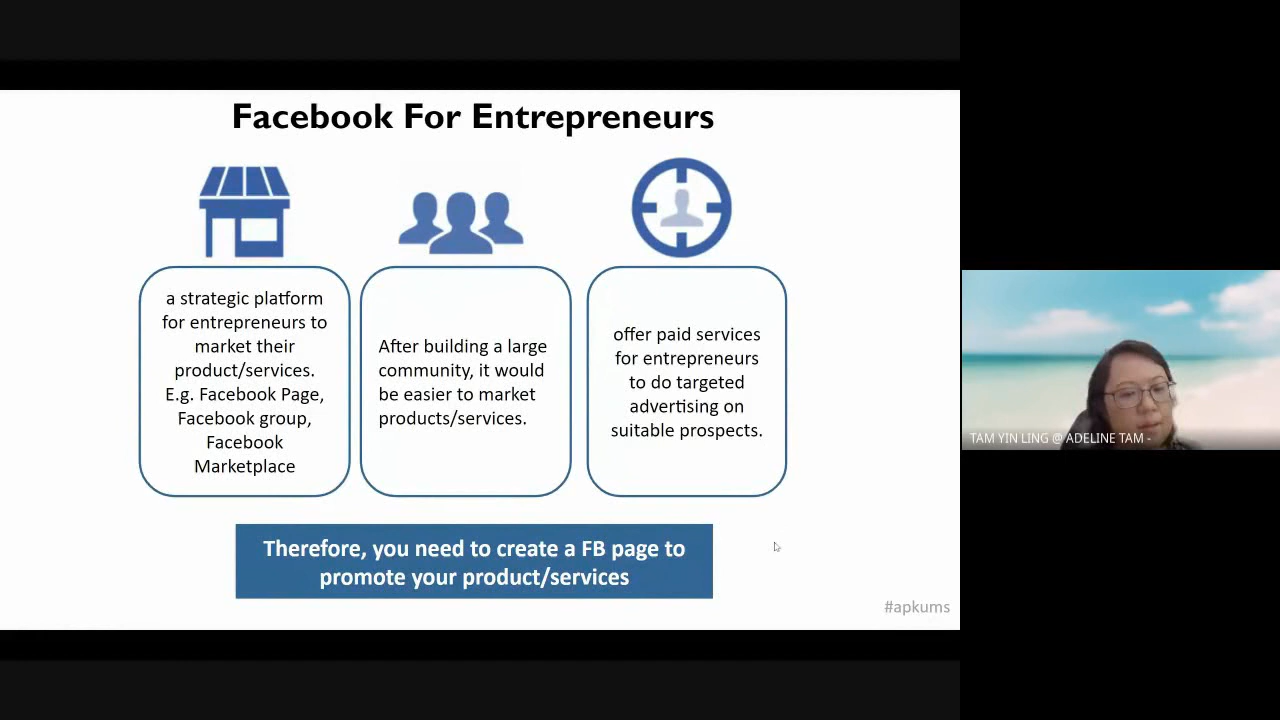 Facebook For Entrepreneurs
a strategic platform
for entrepreneurs to
market their
product/services.
E.g. Facebook Page,
Facebook group,
Facebook
Marketplace
After building a large
community, it would
be easier to market
products/services.
offer paid services
for entrepreneurs
to do targeted
advertising on
suitable prospects.
Therefore, you need to create a FB page to
promote your product/services
#apkums
TAM YIN LING @ ADELINE TAM -